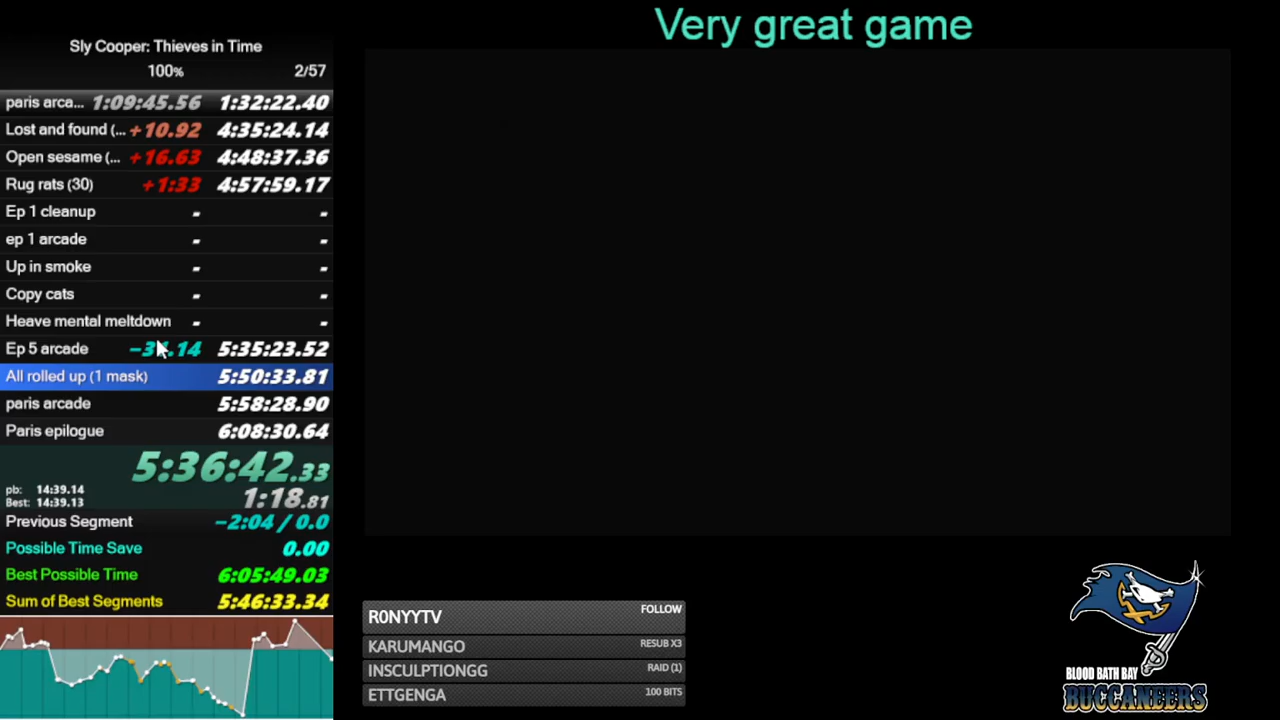 Very great game
Sly Cooper: Thieves in Time
100% 2/57
paris arca... 1:09:45.56 1:32:22.40
Lost and found (... +10.92 4:35:24.14
Open sesame (... +16.63 4:48:37.36
Rug rats (30) +1:33 4:57:59.17
Ep 1 cleanup - -
ep 1 arcade - -
Up in smoke - -
Copy cats - -
Heave mental meltdown - -
Ep 5 arcade 5:35:23.52
All rolled up (1 mask) 5:50:33.81
paris arcade 5:58:28.90
Paris epilogue 6:08:30.64
5:36:42.33
pb: 14:39.14
1:18.81
Best: 14:39.13
Previous Segment −2:04 / 0.0
Possible Time Save 0.00
Best Possible Time 6:05:49.03
Sum of Best Segments 5:46:33.34
R0NYYTV FOLLOW
KARUMANGO RESUB X3
INSCULPTIONGG RAID (1)
ETTGENGA 100 BITS
BLOOD BATH BAY
BUCCANEERS